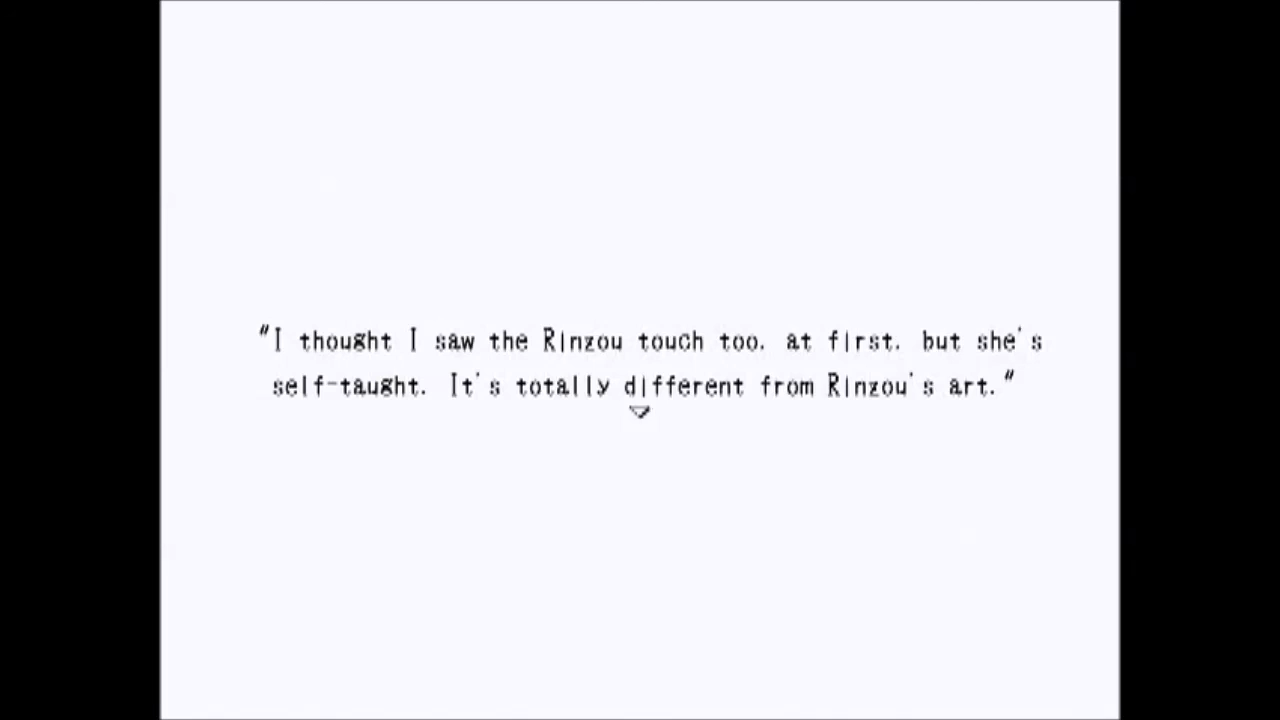 "I thought I saw the Rinzou touch too, at first, but she's
self-taught. It's totally different from Rinzou's art."